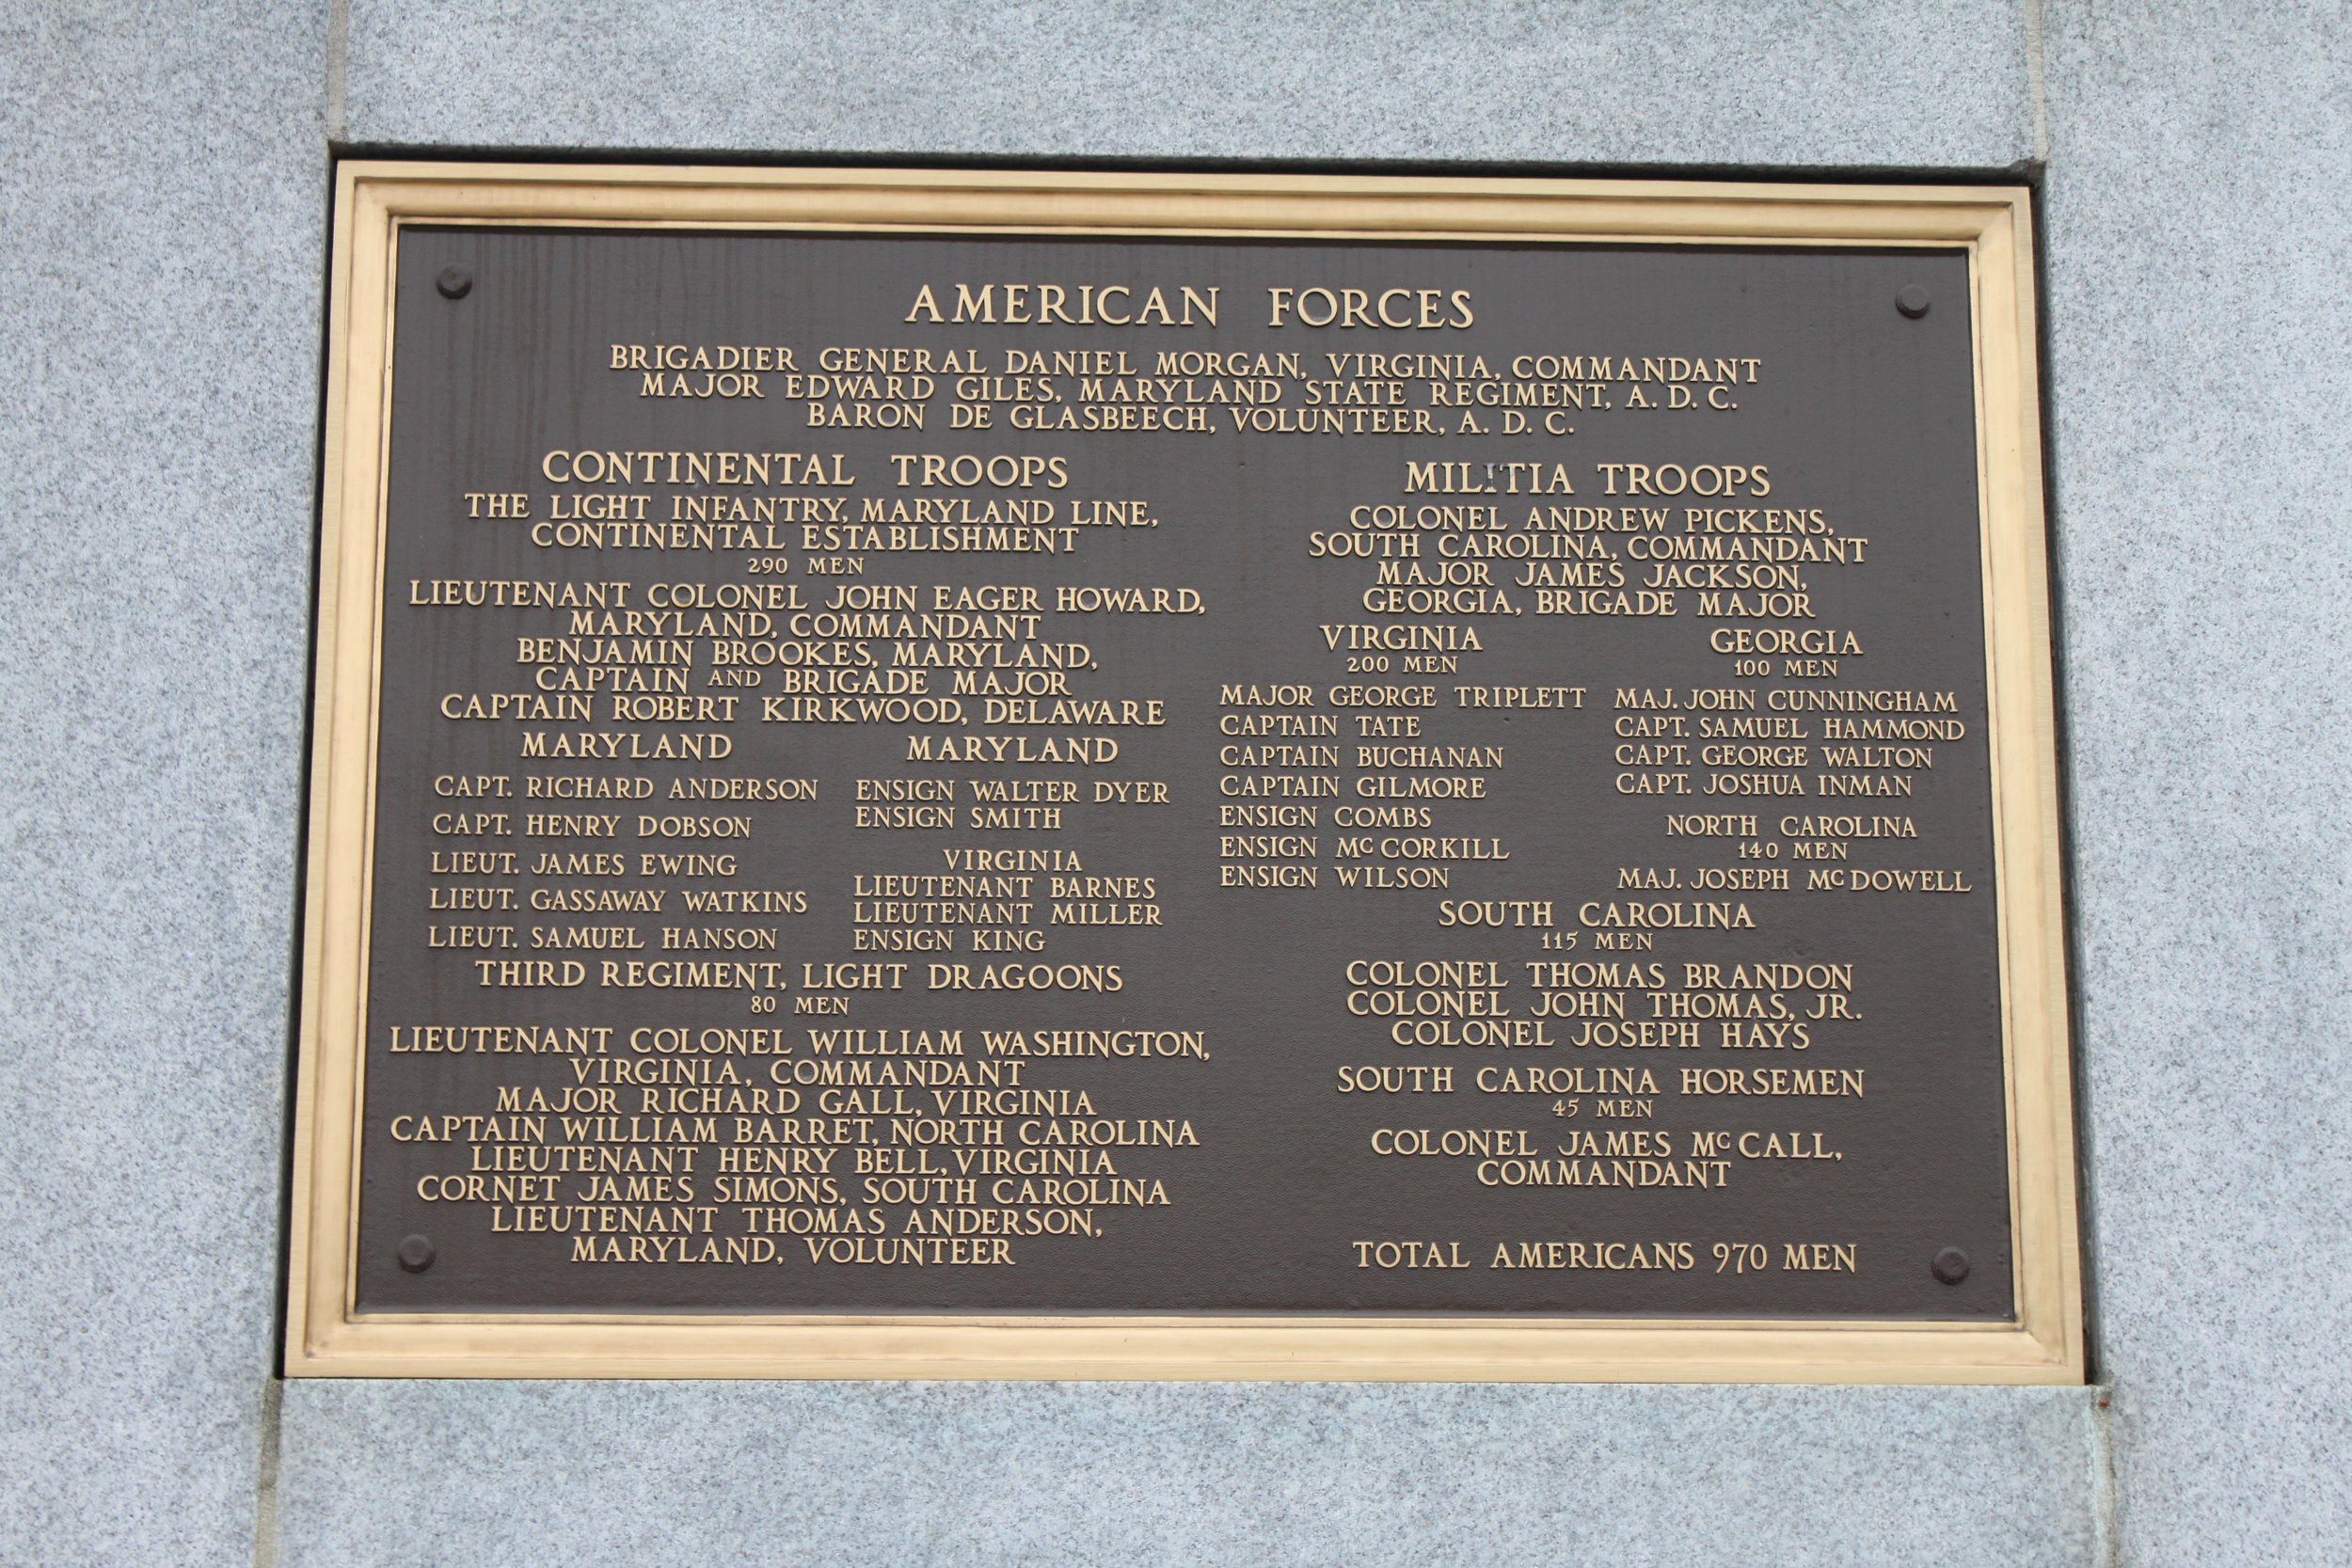 AMERICAN FORCES
BRIGADIER GENERAL DANIEL MORGAN, VIRGINIA, COMMANDANT
MAJOR EDWARD GILES, MARYLAND STATE REGIMENT, A. D. C.
BARON DE GLASBEECH, VOLUNTEER, A. D. C.
CONTINENTAL TROOPS
THE LIGHT INFANTRY, MARYLAND LINE,
CONTINENTAL ESTABLISHMENT
290 MEN
LIEUTENANT COLONEL JOHN EAGER HOWARD,
MARYLAND, COMMANDANT
BENJAMIN BROOKES, MARYLAND,
CAPTAIN AND BRIGADE MAJOR
CAPTAIN ROBERT KIRKWOOD, DELAWARE
MARYLAND
CAPT. RICHARD ANDERSON
CAPT. HENRY DOBSON
LIEUT. JAMES EWING
LIEUT. GASSAWAY WATKINS
LIEUT. SAMUEL HANSON
MARYLAND
ENSIGN WALTER DYER
ENSIGN SMITH
VIRGINIA
LIEUTENANT BARNES
LIEUTENANT MILLER
ENSIGN KING
THIRD REGIMENT, LIGHT DRAGOONS
80 MEN
LIEUTENANT COLONEL WILLIAM WASHINGTON,
VIRGINIA, COMMANDANT
MAJOR RICHARD GALL, VIRGINIA
CAPTAIN WILLIAM BARRET, NORTH CAROLINA
LIEUTENANT HENRY BELL, VIRGINIA
CORNET JAMES SIMONS, SOUTH CAROLINA
LIEUTENANT THOMAS ANDERSON,
MARYLAND, VOLUNTEER
MILITIA TROOPS
COLONEL ANDREW PICKENS,
SOUTH CAROLINA, COMMANDANT
MAJOR JAMES JACKSON,
GEORGIA, BRIGADE MAJOR
VIRGINIA
200 MEN
MAJOR GEORGE TRIPLETT
CAPTAIN TATE
CAPTAIN BUCHANAN
CAPTAIN GILMORE
ENSIGN COMBS
ENSIGN MCCORKILL
ENSIGN WILSON
GEORGIA
100 MEN
MAJ. JOHN CUNNINGHAM
CAPT. SAMUEL HAMMOND
CAPT. GEORGE WALTON
CAPT. JOSHUA INMAN
NORTH CAROLINA
140 MEN
MAJ. JOSEPH MCDOWELL
SOUTH CAROLINA
115 MEN
COLONEL THOMAS BRANDON
COLONEL JOHN THOMAS, JR.
COLONEL JOSEPH HAYS
SOUTH CAROLINA HORSEMEN
45 MEN
COLONEL JAMES MCCALL,
COMMANDANT
TOTAL AMERICANS 970 MEN